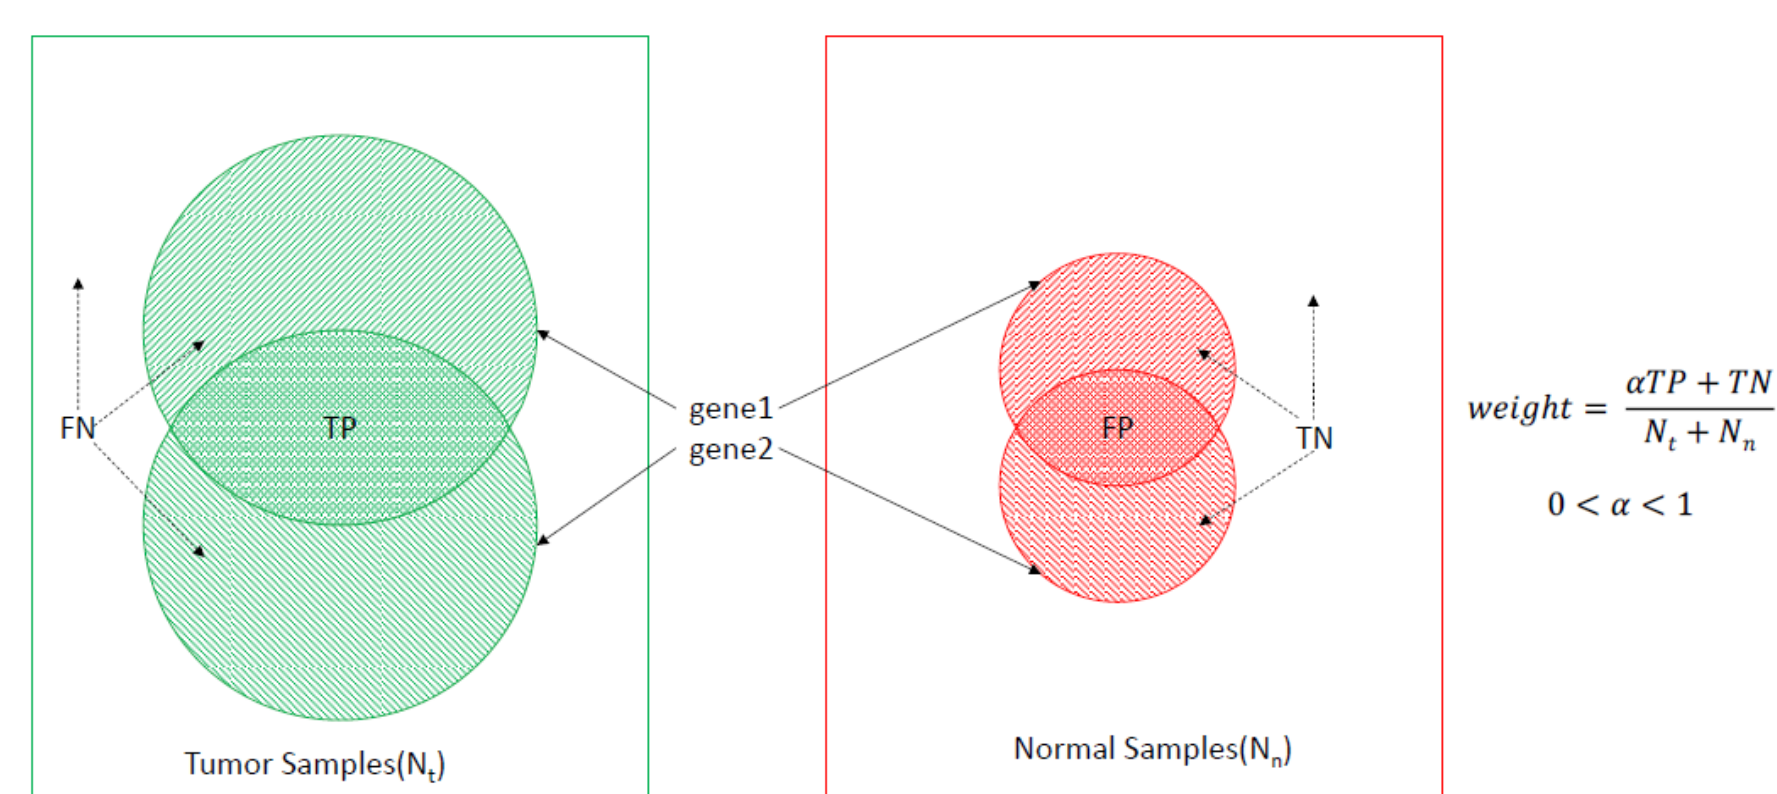 FN
TP
gene1
gene2
FP
TN
weight = αTP + TN / N_t + N_n
0 < α < 1
Tumor Samples(N_t)
Normal Samples(N_n)